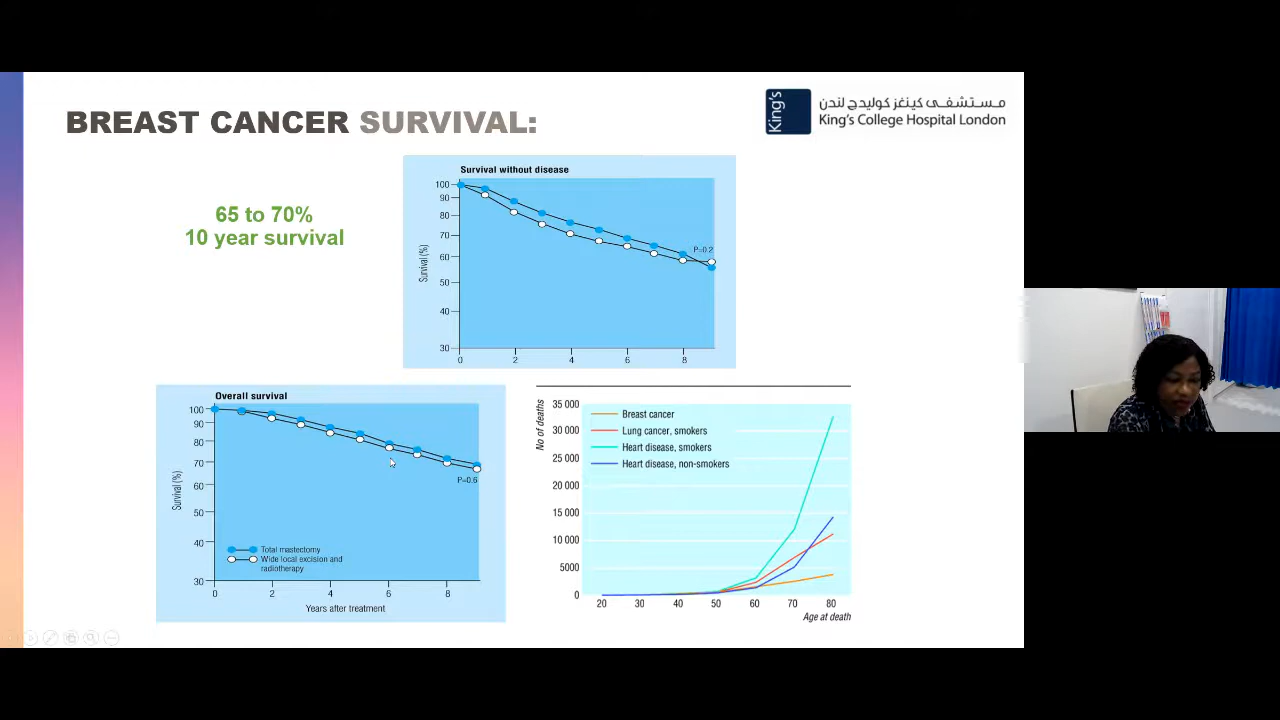 BREAST CANCER SURVIVAL:
King's
مستشفى كينغز كوليدج لندن
King's College Hospital London
65 to 70%
10 year survival
Survival without disease
Survival (%)
100
90
80
70
60
50
40
30
P=0.2
0 2 4 6 8
Overall survival
Survival (%)
100
90
80
70
60
50
40
30
P=0.6
Total mastectomy
Wide local excision and
radiotherapy
0 2 4 6 8
Years after treatment
No of deaths
35 000
30 000
25 000
20 000
15 000
10 000
5000
0
Breast cancer
Lung cancer, smokers
Heart disease, smokers
Heart disease, non-smokers
20 30 40 50 60 70 80
Age at death